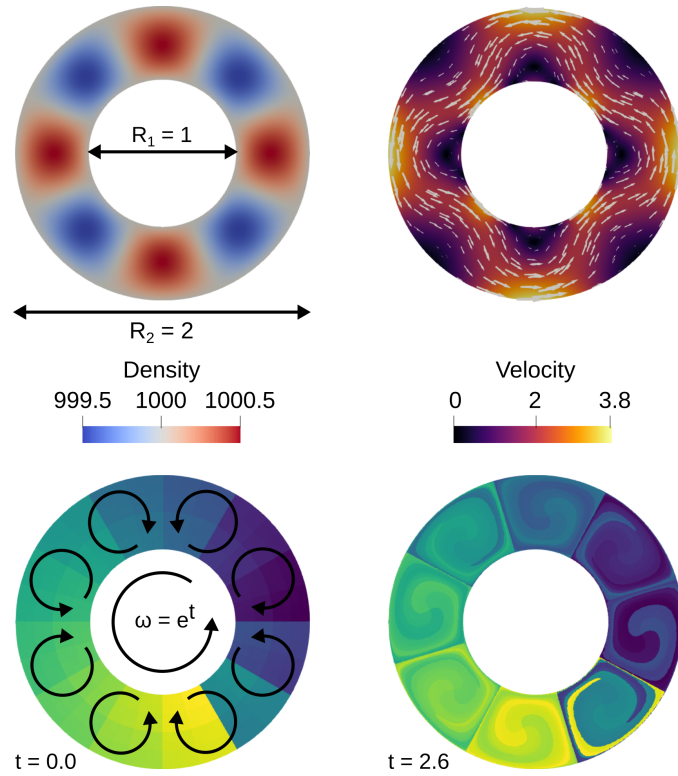 R₁ = 1
R₂ = 2
Density
999.5 1000 1000.5
Velocity
0 2 3.8
ω = eᵗ
t = 0.0
t = 2.6